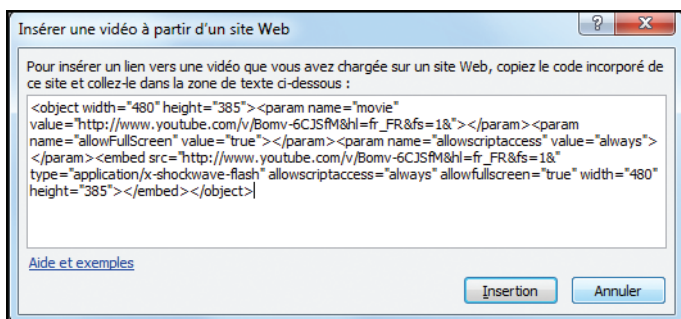 Insérer une vidéo à partir d'un site Web
Pour insérer un lien vers une vidéo que vous avez chargée sur un site Web, copiez le code incorporé de
ce site et collez-le dans la zone de texte ci-dessous :
<object width="480" height="385"><param name="movie"
value="http://www.youtube.com/v/Bomv-6CJSfM&hl=fr_FR&fs=1&"></param><param
name="allowFullScreen" value="true"></param><param name="allowscriptaccess" value="always">
</param><embed src="http://www.youtube.com/v/Bomv-6CJSfM&hl=fr_FR&fs=1&"
type="application/x-shockwave-flash" allowscriptaccess="always" allowfullscreen="true" width="480"
height="385"></embed></object>
Aide et exemples
Insertion
Annuler